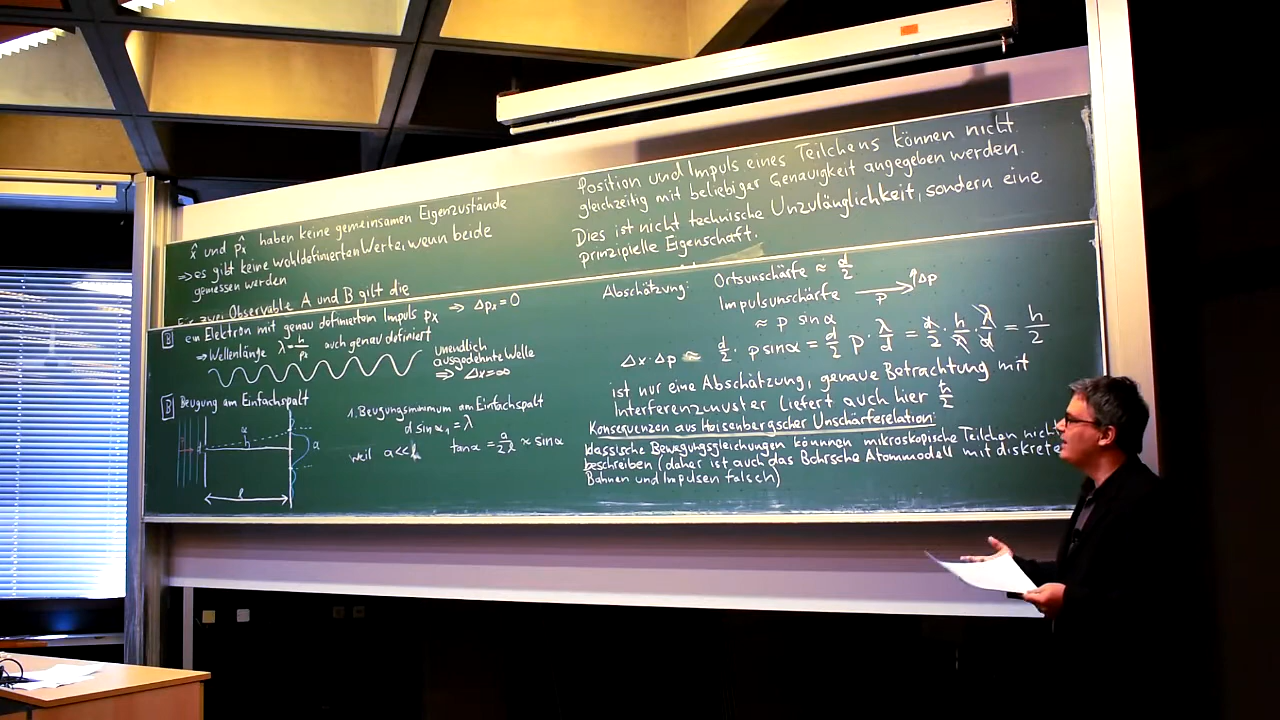 x̂ und p̂x haben keine gemeinsamen Eigenzustände
⇒ es gibt keine wohldefinierten Werte, wenn beide
gemessen werden
Für zwei Observable A und B gilt die
Position und Impuls eines Teilchens können nicht
gleichzeitig mit beliebiger Genauigkeit angegeben werden.
Dies ist nicht technische Unzulänglichkeit, sondern eine
prinzipielle Eigenschaft.
B ein Elektron mit genau definiertem Impuls px ⇒ Δpx = 0
⇒ Wellenlänge λ = h/px auch genau definiert
unendlich
ausgedehnte Welle
⇒ Δx = ∞
B Beugung am Einfachspalt
α
a
l
1. Beugungsminimum am Einfachspalt
d sin α₁ = λ
weil a<<l tan α = a/2l ≈ sin α
Abschätzung: Ortsunschärfe ≈ d/2
Impulsunschärfe p Δp
≈ p sin α
Δx · Δp ≈ d/2 · p sin α = d/2 p · λ/d = d/2 · h/λ · λ/d = h/2
ist nur eine Abschätzung, genaue Betrachtung mit
Interferenzmuster liefert auch hier ħ/2
Konsequenzen aus Heisenbergscher Unschärferelation:
klassische Bewegungsgleichungen köunnen mikroskopische Teilchen nicht
beschreiben (daher ist auch das Bohrsche Atommodell mit diskrete
Bahnen und Impulsen falsch)